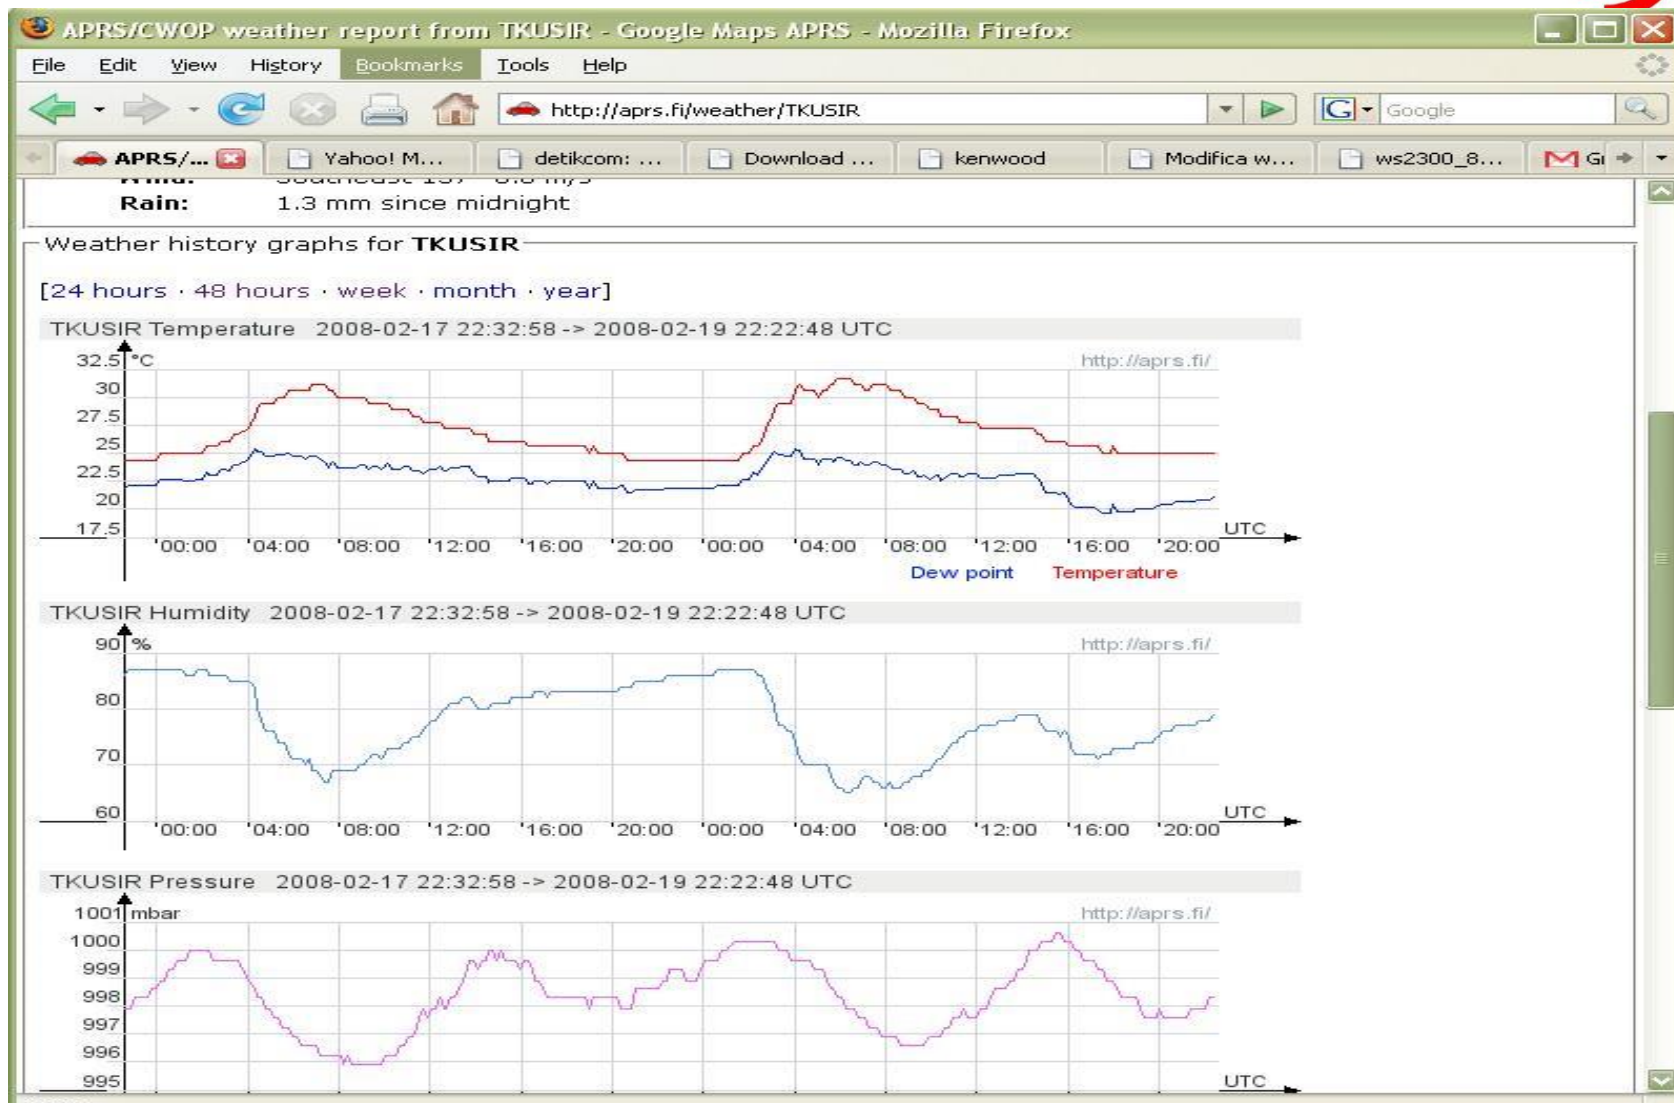 APRS/CWOP weather report from TKUSIR - Google Maps APRS - Mozilla Firefox
File Edit View History Bookmarks Tools Help
http://aprs.fi/weather/TKUSIR G Google
APRS/... Yahoo! M... detikcom: ... Download ... kenwood Modifica w... ws2300_8... M Gr
Wind: Southeast
Rain: 1.3 mm since midnight
Weather history graphs for TKUSIR
[24 hours · 48 hours · week · month · year]
TKUSIR Temperature 2008-02-17 22:32:58 -> 2008-02-19 22:22:48 UTC
32.5 °C http://aprs.fi/
30
27.5
25
22.5
20
17.5 UTC
00:00 04:00 08:00 12:00 16:00 20:00 00:00 04:00 08:00 12:00 16:00 20:00
Dew point Temperature
TKUSIR Humidity 2008-02-17 22:32:58 -> 2008-02-19 22:22:48 UTC
90 % http://aprs.fi/
80
70
60 UTC
00:00 04:00 08:00 12:00 16:00 20:00 00:00 04:00 08:00 12:00 16:00 20:00
TKUSIR Pressure 2008-02-17 22:32:58 -> 2008-02-19 22:22:48 UTC
1001 mbar http://aprs.fi/
1000
999
998
997
996
995 UTC